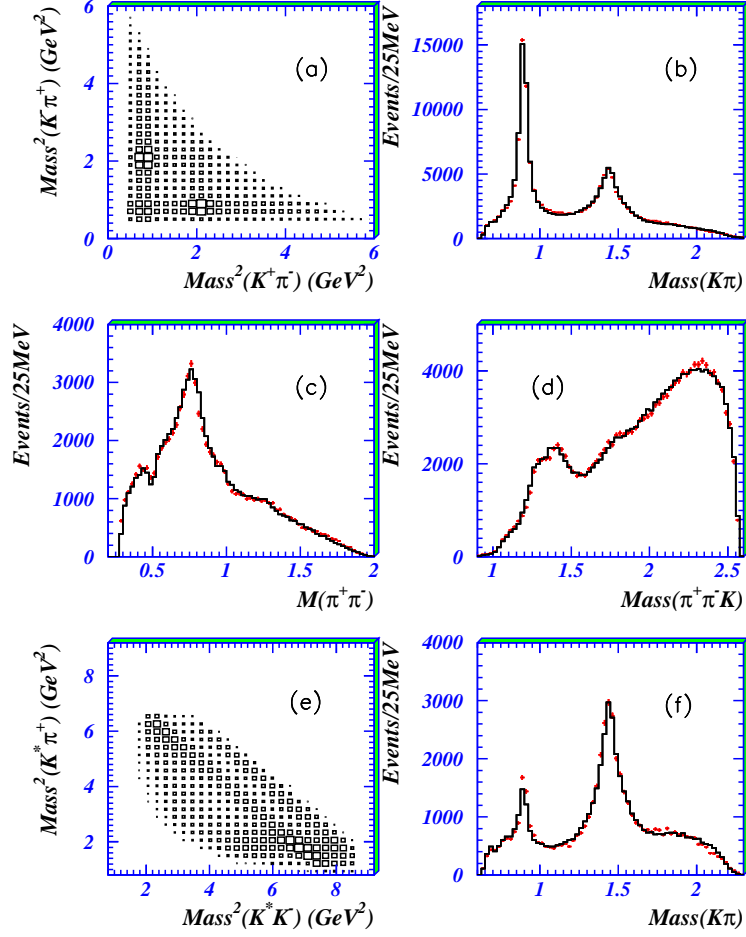 Mass²(K⁻π⁺) (GeV²)
6
4
2
0
(a)
0 2 4 6
Mass²(K⁺π⁻) (GeV²)
Events/25MeV
15000
10000
5000
0
(b)
1 1.5 2
Mass(Kπ)
Events/25MeV
4000
3000
2000
1000
0
(c)
0.5 1 1.5 2
M(π⁺π⁻)
Events/25MeV
4000
2000
0
(d)
1 1.5 2 2.5
Mass(π⁺π⁻K)
Mass²(K*π⁺) (GeV²)
8
6
4
2
(e)
2 4 6 8
Mass²(K*K⁻) (GeV²)
Events/25MeV
4000
3000
2000
1000
0
(f)
1 1.5 2
Mass(Kπ)